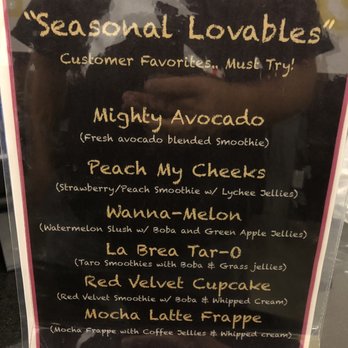 "Seasonal Lovables"
Customer Favorites.. Must Try!
Mighty Avocado
(Fresh avocado blended Smoothie)
Peach My Cheeks
(Strawberry/Peach Smoothie w/ Lychee Jellies)
Wanna-Melon
(Watermelon Slush w/ Boba and Green Apple Jellies)
La Brea Tar-O
(Taro Smoothies with Boba & Grass jellies)
Red Velvet Cupcake
(Red Velvet Smoothie w/ Boba & Whipped Cream)
Mocha Latte Frappe
(Mocha Frappe with Coffee Jellies & Whipped cream)